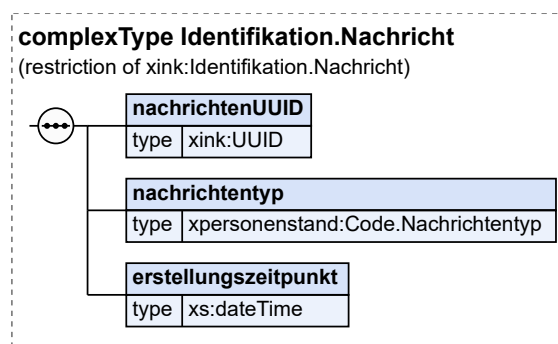 complexType Identifikation.Nachricht
(restriction of xink:Identifikation.Nachricht)
nachrichtenUUID
type xink:UUID
nachrichtentyp
type xpersonenstand:Code.Nachrichtentyp
erstellungszeitpunkt
type xs:dateTime